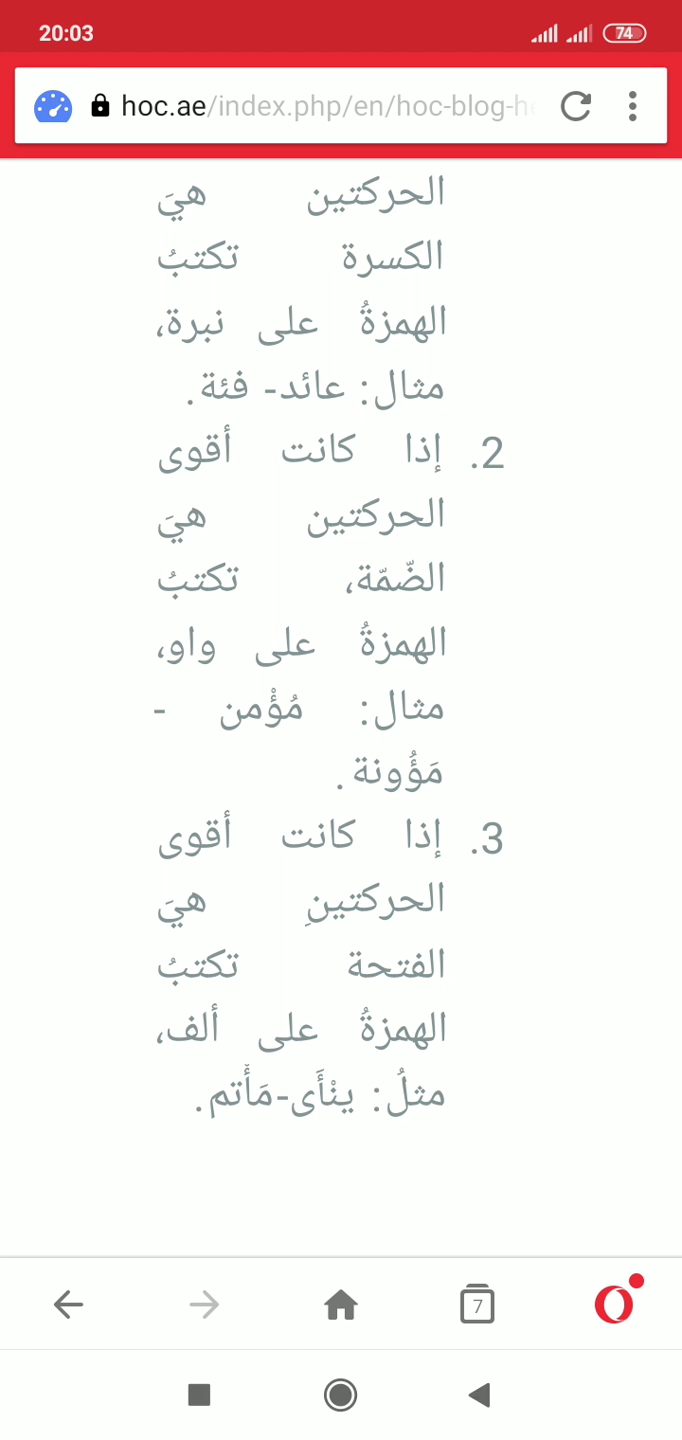 20:03
74
hoc.ae/index.php/en/hoc-blog-h
الحركتين هيَ
الكسرة تكتبُ
الهمزةُ على نبرة،
مثال: عائد- فئة.
2. إذا كانت أقوى
الحركتين هيَ
الضّمّة، تكتبُ
الهمزةُ على واو،
مثال: مُؤْمن -
مَؤُونة.
3. إذا كانت أقوى
الحركتينِ هيَ
الفتحة تكتبُ
الهمزةُ على ألف،
مثلُ: ينْأَى-مَأْتم.
7